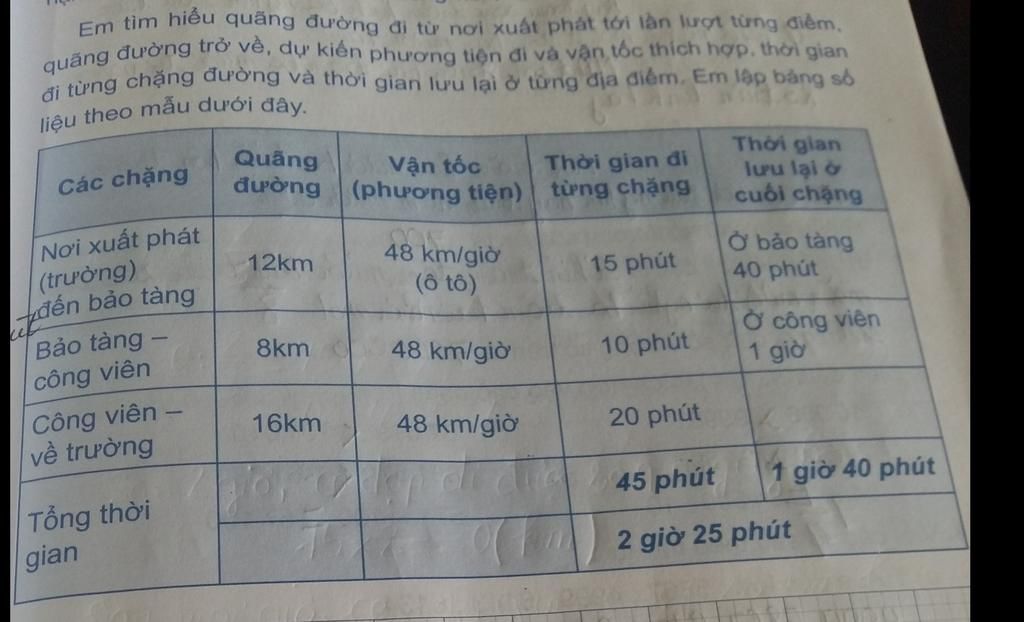 Em tìm hiểu quãng đường đi từ nơi xuất phát tới lần lượt từng điểm,
quãng đường trở về, dự kiến phương tiện đi và vận tốc thích hợp, thời gian
đi từng chặng đường và thời gian lưu lại ở từng địa điểm. Em lập bảng số
liệu theo mẫu dưới đây.
Các chặng
Quãng
đường
Vận tốc
(phương tiện)
Thời gian đi
từng chặng
Thời gian
lưu lại ở
cuối chặng
Nơi xuất phát
(trường)
đến bảo tàng
12km
48 km/giờ
(ô tô)
15 phút
Ở bảo tàng
40 phút
Bảo tàng –
công viên
8km
48 km/giờ
10 phút
Ở công viên
1 giờ
Công viên –
về trường
16km
48 km/giờ
20 phút
Tổng thời
gian
45 phút
1 giờ 40 phút
2 giờ 25 phút